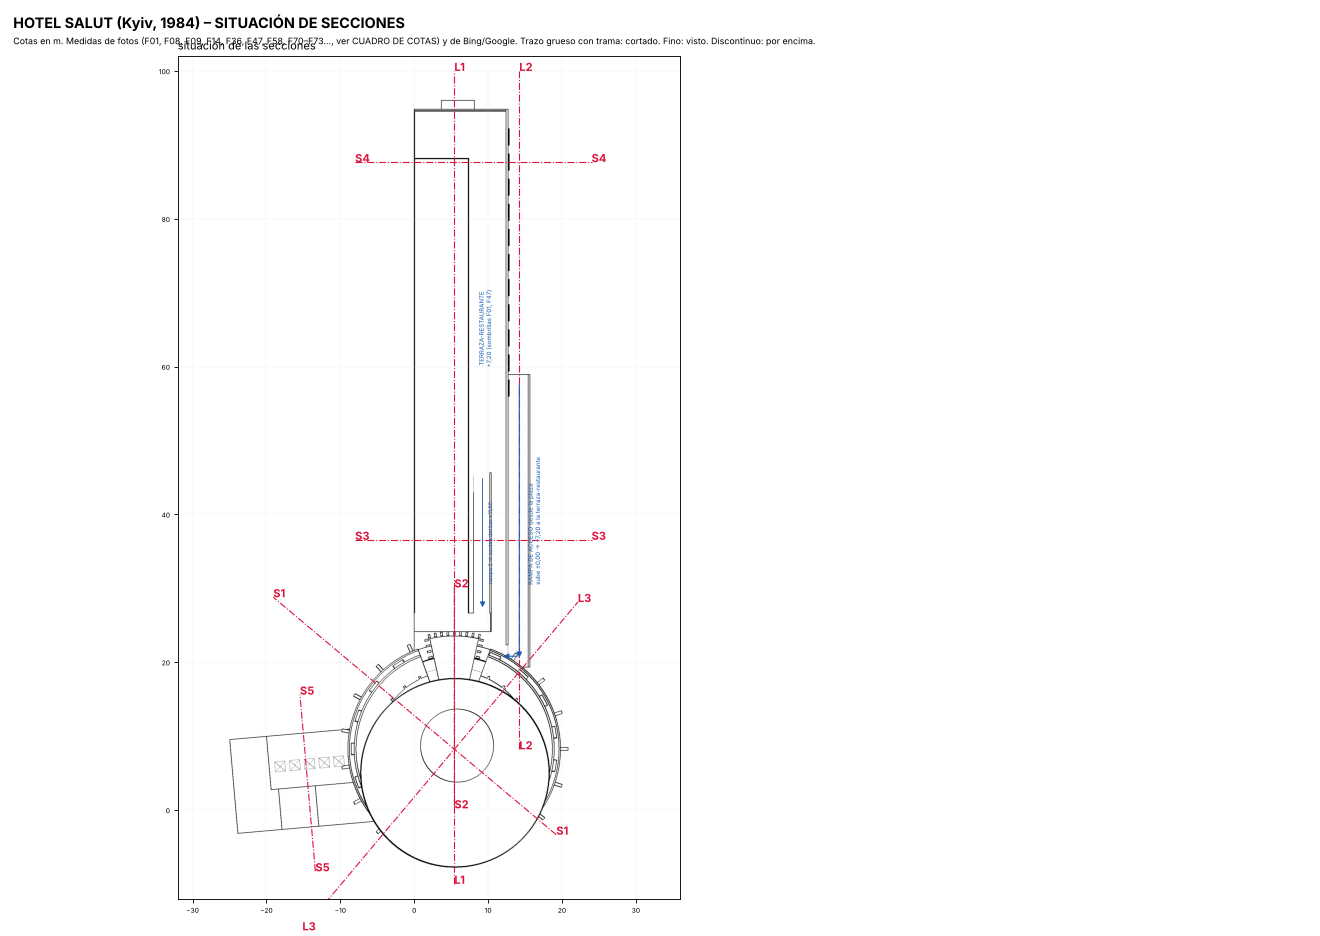 HOTEL SALUT (Kyiv, 1984) – SITUACIÓN DE SECCIONES
Cotas en m. Medidas de fotos (F01, F08, F09, F14, F36, F47, F58, F70–F73…, ver CUADRO DE COTAS) y de Bing/Google. Trazo grueso con trama: cortado. Fino: visto. Discontinuo: por encima.
situación de las secciones
L1
L2
100
S4
S4
80
TERRAZA-RESTAURANTE
+7,20 (sombrillas F01, F47)
60
RAMPA DE ACCESO desde la plaza
sube ±0,00 → +7,20 a la terraza-restaurante
40
S3
S3
S2
S1
L3
20
S5
L2
S2
0
S1
S5
L1
−30
−20
−10
0
10
20
30
L3